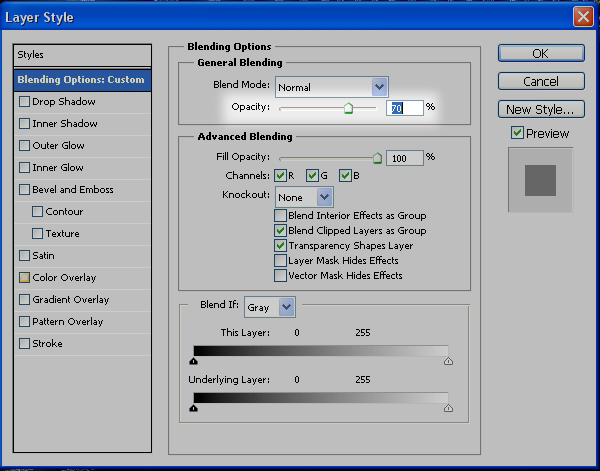 Layer Style
Styles
Blending Options: Custom
Drop Shadow
Inner Shadow
Outer Glow
Inner Glow
Bevel and Emboss
Contour
Texture
Satin
Color Overlay
Gradient Overlay
Pattern Overlay
Stroke
Blending Options
General Blending
Blend Mode: Normal
Opacity: 70 %
Advanced Blending
Fill Opacity: 100 %
Channels: R G B
Knockout: None
Blend Interior Effects as Group
Blend Clipped Layers as Group
Transparency Shapes Layer
Layer Mask Hides Effects
Vector Mask Hides Effects
Blend If: Gray
This Layer: 0 255
Underlying Layer: 0 255
OK
Cancel
New Style...
Preview